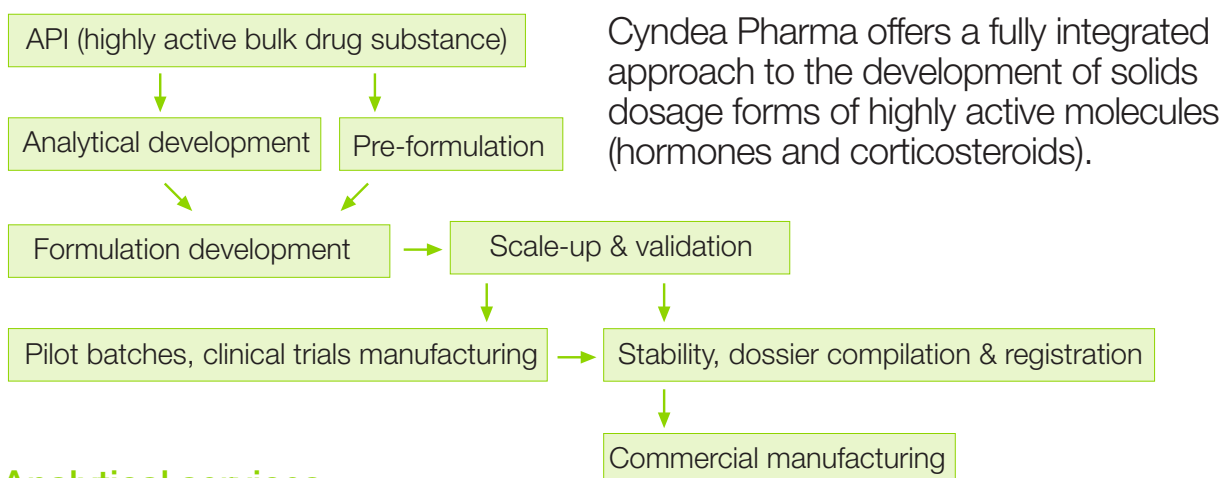 API (highly active bulk drug substance)
Cyndea Pharma offers a fully integrated
approach to the development of solids
dosage forms of highly active molecules
(hormones and corticosteroids).
Analytical development
Pre-formulation
Formulation development
Scale-up & validation
Pilot batches, clinical trials manufacturing
Stability, dossier compilation & registration
Commercial manufacturing
Analytical services